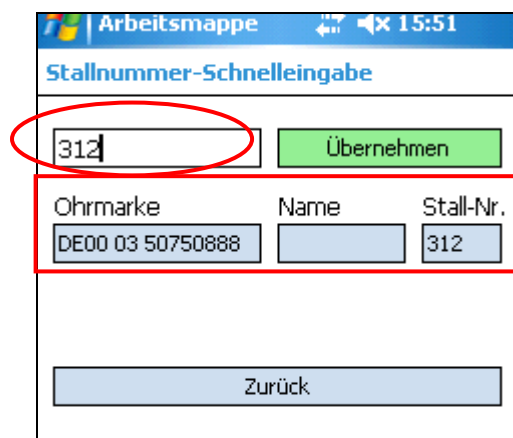 Arbeitsmappe 15:51
Stallnummer-Schnelleingabe
312 Übernehmen
Ohrmarke Name Stall-Nr.
DE00 03 50750888 312
Zurück